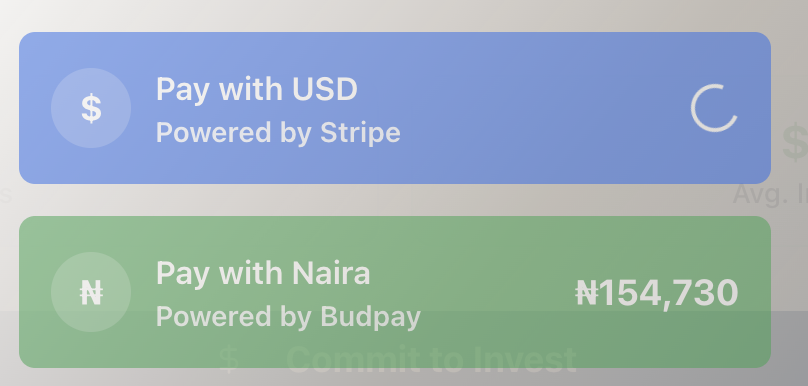 $
Pay with USD
Powered by Stripe
$
Avg.
₦
Pay with Naira
₦154,730
Powered by Budpay
$ Commit to Invest